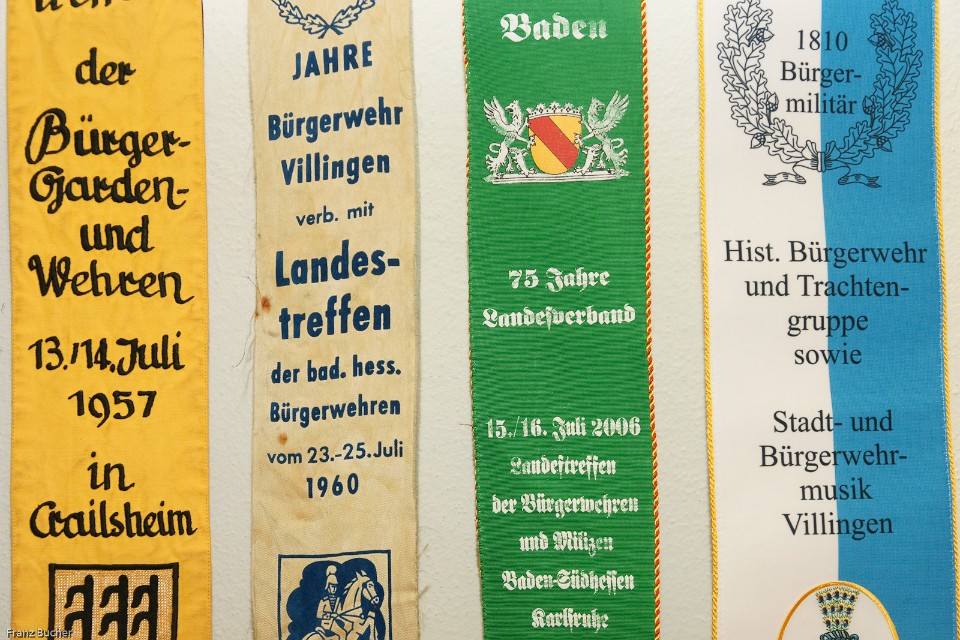 der
Bürger-
Garden-
und
Wehren
13./14. Juli
1957
in
Crailsheim
JAHRE
Bürgerwehr
Villingen
verb. mit
Landes-
treffen
der bad. hess.
Bürgerwehren
vom 23.-25. Juli
1960
Baden
75 Jahre
Landesverband
15./16. Juli 2006
Landestreffen
der Bürgerwehren
und Milizen
Baden-Südhessen
Karlsruhe
1810
Bürger-
militär
Hist. Bürgerwehr
und Trachten-
gruppe
sowie
Stadt- und
Bürgerwehr-
musik
Villingen
Franz Bucher